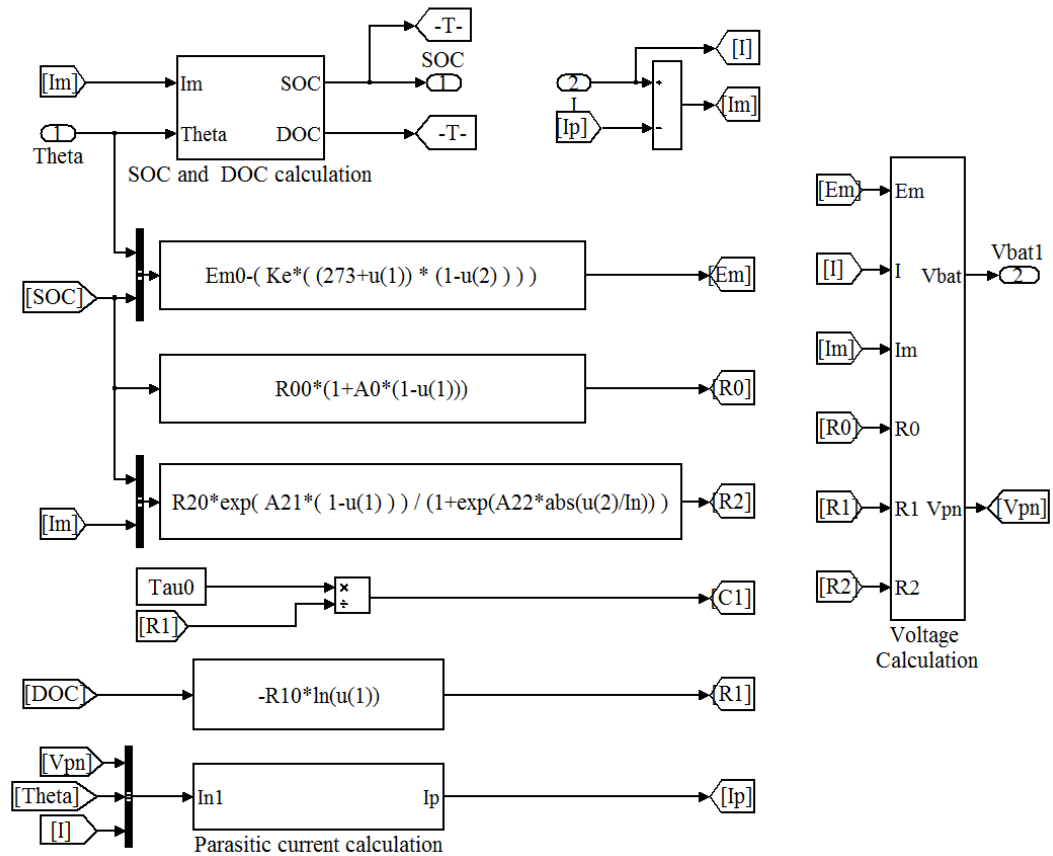 -T-
SOC
1
[Im]
Im
SOC
Theta
DOC
1
Theta
-T-
SOC and DOC calculation
[I]
2
I
+
[Im]
[Ip]
-
[SOC]
Em0-( Ke*( (273+u(1)) * (1-u(2) ) ) )
[Em]
R00*(1+A0*(1-u(1)))
[R0]
[Im]
R20*exp( A21*( 1-u(1) ) ) / (1+exp(A22*abs(u(2)/In)) )
[R2]
Tau0
[R1]
×
÷
[C1]
[DOC]
-R10*ln(u(1))
[R1]
[Vpn]
[Theta]
[I]
In1
Ip
[Ip]
Parasitic current calculation
[Em]
Em
[I]
I
Vbat
Vbat1
2
[Im]
Im
[R0]
R0
[R1]
R1
Vpn
[Vpn]
[R2]
R2
Voltage
Calculation